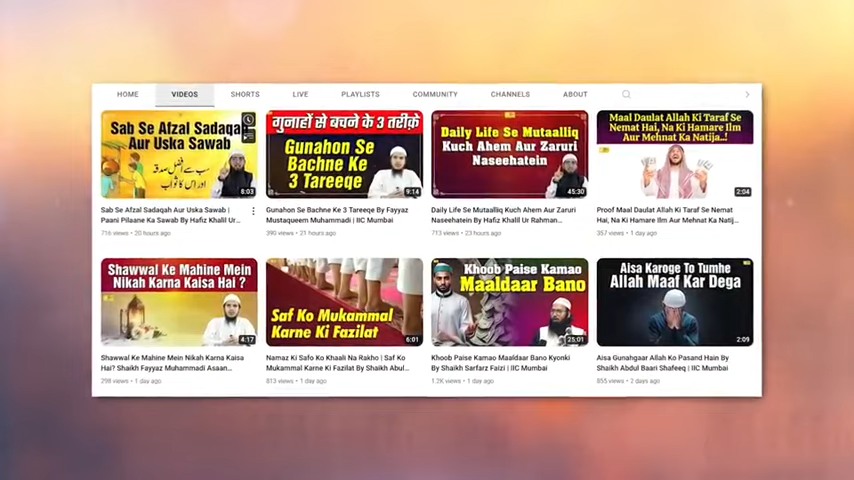 HOME VIDEOS SHORTS LIVE PLAYLISTS COMMUNITY CHANNELS ABOUT
Sab Se Afzal Sadaqah
Aur Uska Sawab
سب سے افضل صدقہ
اور اس کا ثواب
8:03
Sab Se Afzal Sadaqah Aur Uska Sawab |
Paani Pilaane Ka Sawab By Hafiz Khalil Ur...
716 views • 20 hours ago
गुनाहों से बचने के 3 तरीक़े
Gunahon Se
Bachne Ke
3 Tareeqe
9:14
Gunahon Se Bachne Ke 3 Tareeqe By Fayyaz
Mustaqueem Muhammadi | IIC Mumbai
390 views • 21 hours ago
Daily Life Se Mutaalliq
Kuch Ahem Aur Zaruri
Naseehatein
45:30
Daily Life Se Mutaalliq Kuch Ahem Aur Zaruri
Naseehatein By Hafiz Khalil Ur Rahman...
713 views • 23 hours ago
Maal Daulat Allah Ki Taraf Se
Nemat Hai, Na Ki Hamare Ilm
Aur Mehnat Ka Natija..!
2:04
Proof Maal Daulat Allah Ki Taraf Se Nemat
Hai, Na Ki Hamare Ilm Aur Mehnat Ka Natij...
357 views • 1 day ago
Shawwal Ke Mahine Mein
Nikah Karna Kaisa Hai ?
4:17
Shawwal Ke Mahine Mein Nikah Karna Kaisa
Hai? Shaikh Fayyaz Muhammadi Asaan...
298 views • 1 day ago
Saf Ko Mukammal
Karne Ki Fazilat
6:01
Namaz Ki Safo Ko Khaali Na Rakho | Saf Ko
Mukammal Karne Ki Fazilat By Shaikh Abul...
813 views • 1 day ago
Khoob Paise Kamao
Maaldaar Bano
25:01
Khoob Paise Kamao Maaldaar Bano Kyonki
By Shaikh Sarfarz Faizi | IIC Mumbai
1.2K views • 1 day ago
Aisa Karoge To Tumhe
Allah Maaf Kar Dega
2:09
Aisa Gunahgaar Allah Ko Pasand Hain By
Shaikh Abdul Baari Shafeeq | IIC Mumbai
855 views • 2 days ago